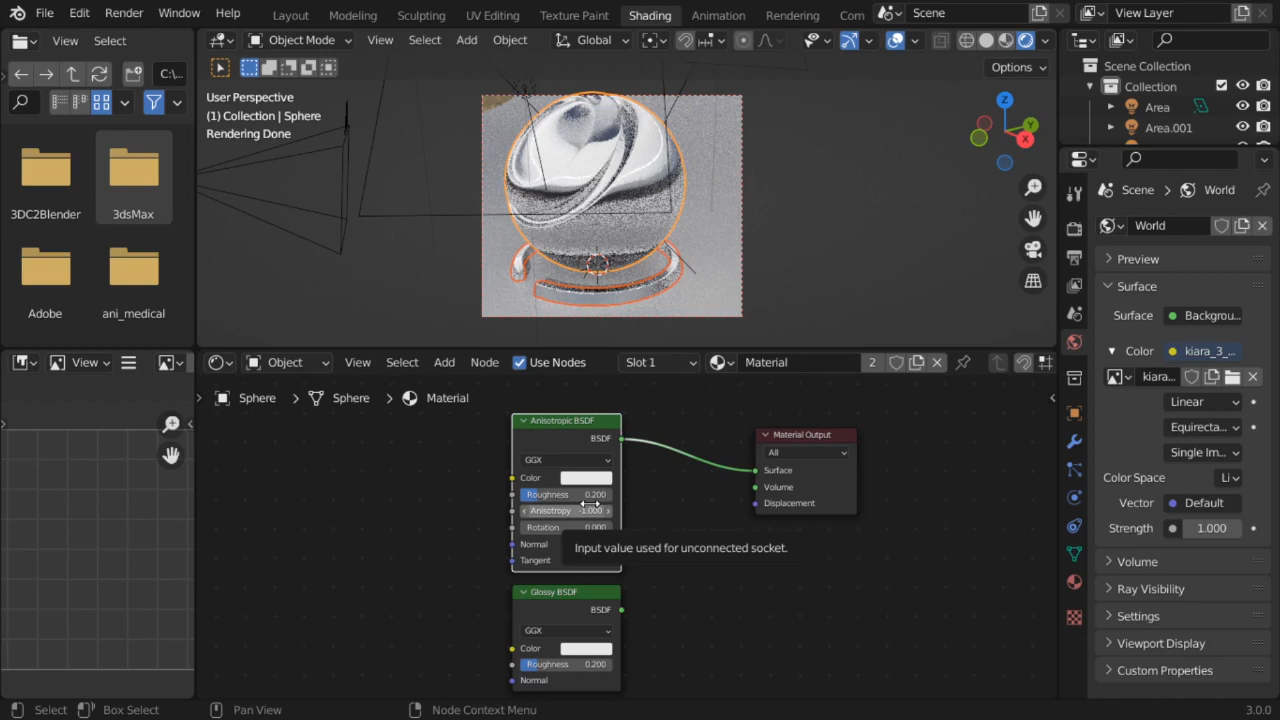 File Edit Render Window Help Layout Modeling Sculpting UV Editing Texture Paint Shading Animation Rendering Com Scene View Layer
View Select Object Mode View Select Add Object Global
C:\... Options
User Perspective
(1) Collection | Sphere
Rendering Done
Z
Y
X
3DC2Blender 3dsMax
Adobe ani_medical
Scene Collection
Collection
Area
Area.001
Scene World
World
Preview
Surface
Surface Backgrou...
Color kiara_3_...
kiara...
Linear
Equirecta...
Single Im...
Color Space Li
Vector Default
Strength 1.000
Volume
Ray Visibility
Settings
Viewport Display
Custom Properties
View Object View Select Add Node Use Nodes Slot 1 Material 2
Sphere > Sphere > Material
Anisotropic BSDF
BSDF
GGX
Color
Roughness 0.200
Anisotropy -1.000
Rotation 0.000
Normal
Tangent
Input value used for unconnected socket.
Glossy BSDF
BSDF
GGX
Color
Roughness 0.200
Normal
Material Output
All
Surface
Volume
Displacement
Select Box Select Pan View Node Context Menu 3.0.0